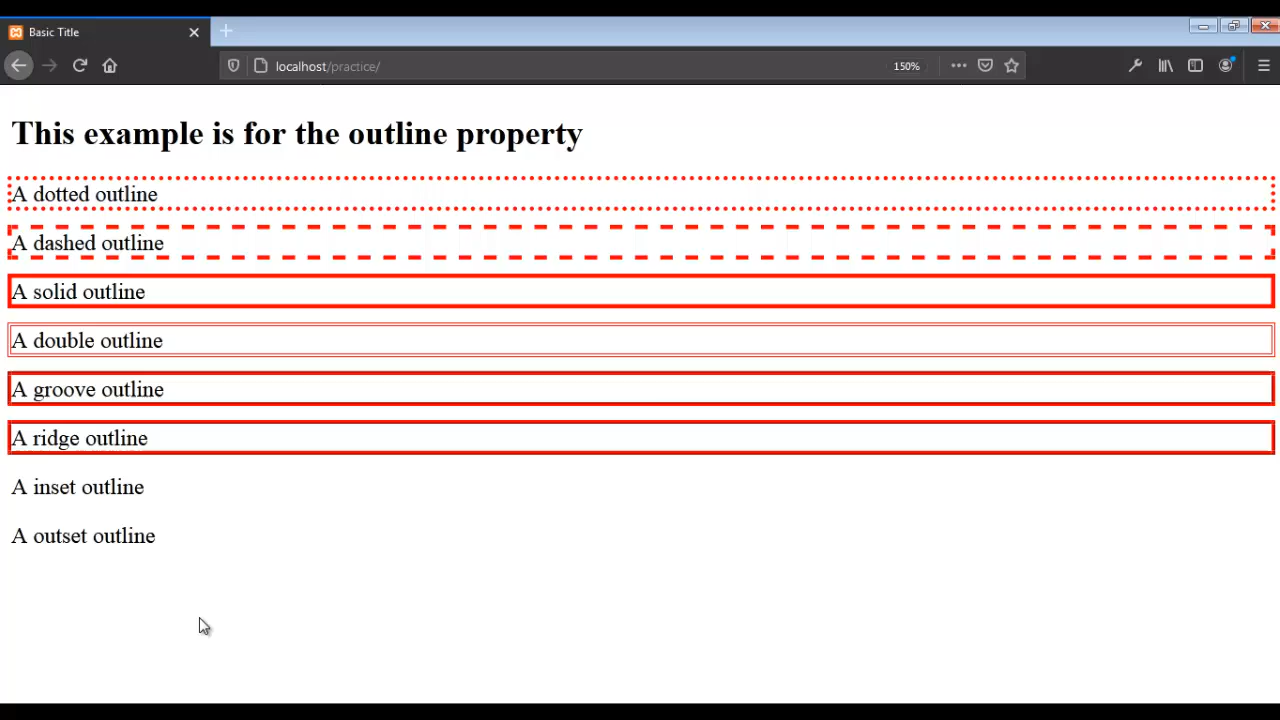 Basic Title
localhost/practice/
150%
This example is for the outline property
A dotted outline
A dashed outline
A solid outline
A double outline
A groove outline
A ridge outline
A inset outline
A outset outline